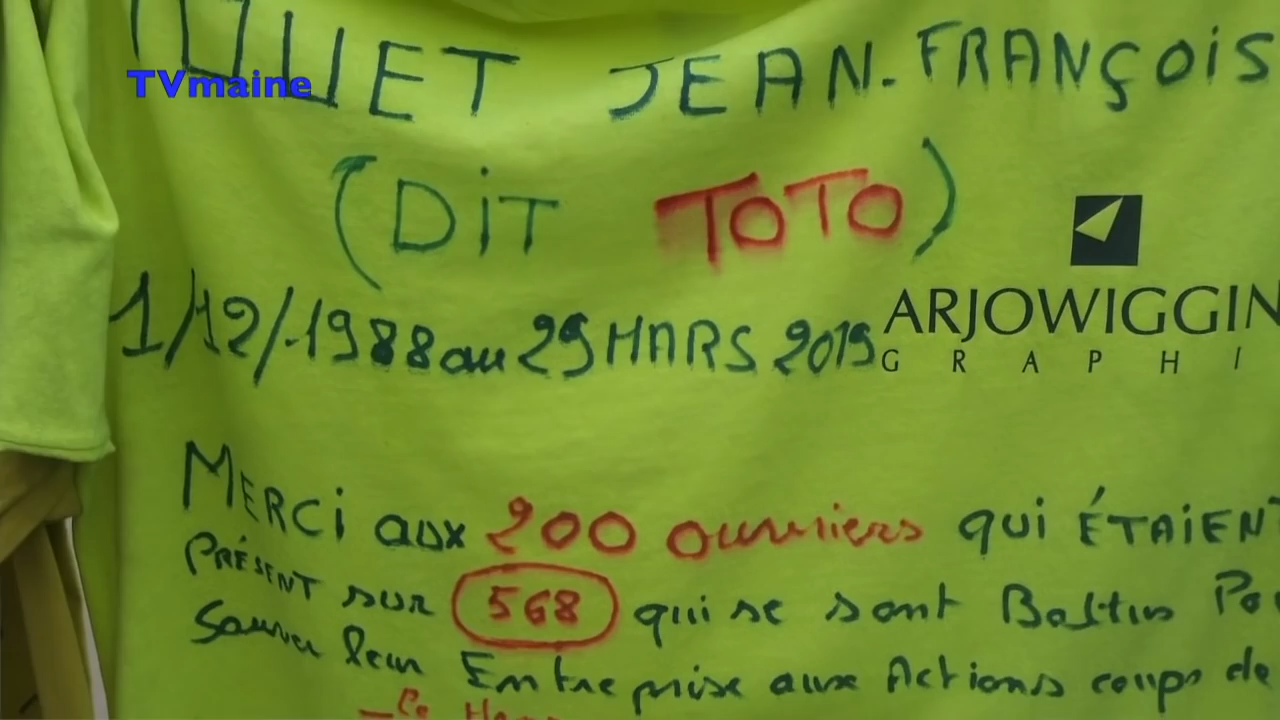 UET JEAN-FRANÇOIS
TVmaine
(DIT TOTO)
1/12/1988 au 29 MARS 2019
ARJOWIGGIN
GRAPHI
MERCI aux 200 ouvriers qui ÉTAIENT
PRÉSENT sur 568 qui se sont Battus Po
Sauver leur Entreprise aux Actions coups de